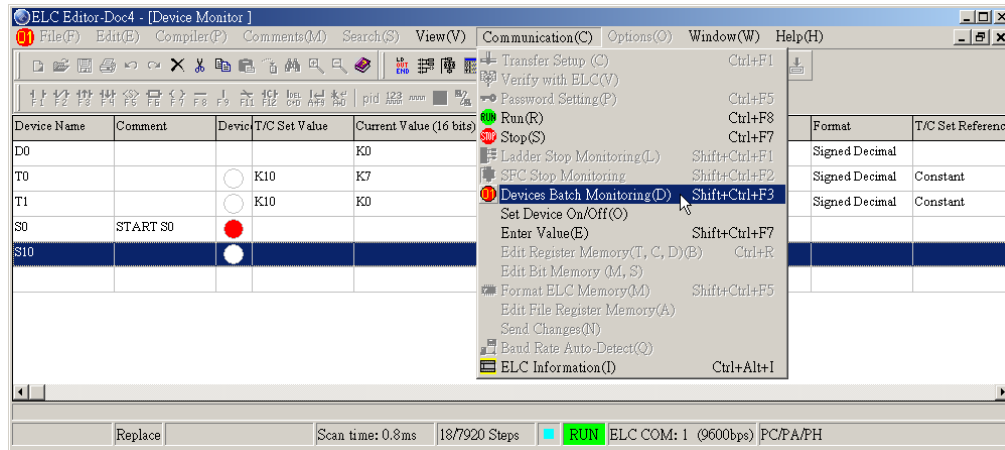 ELC Editor-Doc4 - [Device Monitor ]
File(F) Edit(E) Compiler(P) Comments(M) Search(S) View(V) Communication(C) Options(O) Window(W) Help(H)
Transfer Setup (C) Ctrl+F1
Verify with ELC(V)
Password Setting(P) Ctrl+F5
Run(R) Ctrl+F8
Stop(S) Ctrl+F7
Ladder Stop Monitoring(L) Shift+Ctrl+F1
SFC Stop Monitoring Shift+Ctrl+F2
Devices Batch Monitoring(D) Shift+Ctrl+F3
Set Device On/Off(O)
Enter Value(E) Shift+Ctrl+F7
Edit Register Memory(T, C, D)(B) Ctrl+R
Edit Bit Memory (M, S)
Format ELC Memory(M) Shift+Ctrl+F5
Edit File Register Memory(A)
Send Changes(N)
Baud Rate Auto-Detect(Q)
ELC Information(I) Ctrl+Alt+I
Device Name Comment Devic T/C Set Value Current Value (16 bits) Format T/C Set Referenc
D0 K0 Signed Decimal
T0 K10 K7 Signed Decimal Constant
T1 K10 K0 Signed Decimal Constant
S0 START S0
S10
Replace Scan time: 0.8ms 18/7920 Steps RUN ELC COM: 1 (9600bps) PC/PA/PH